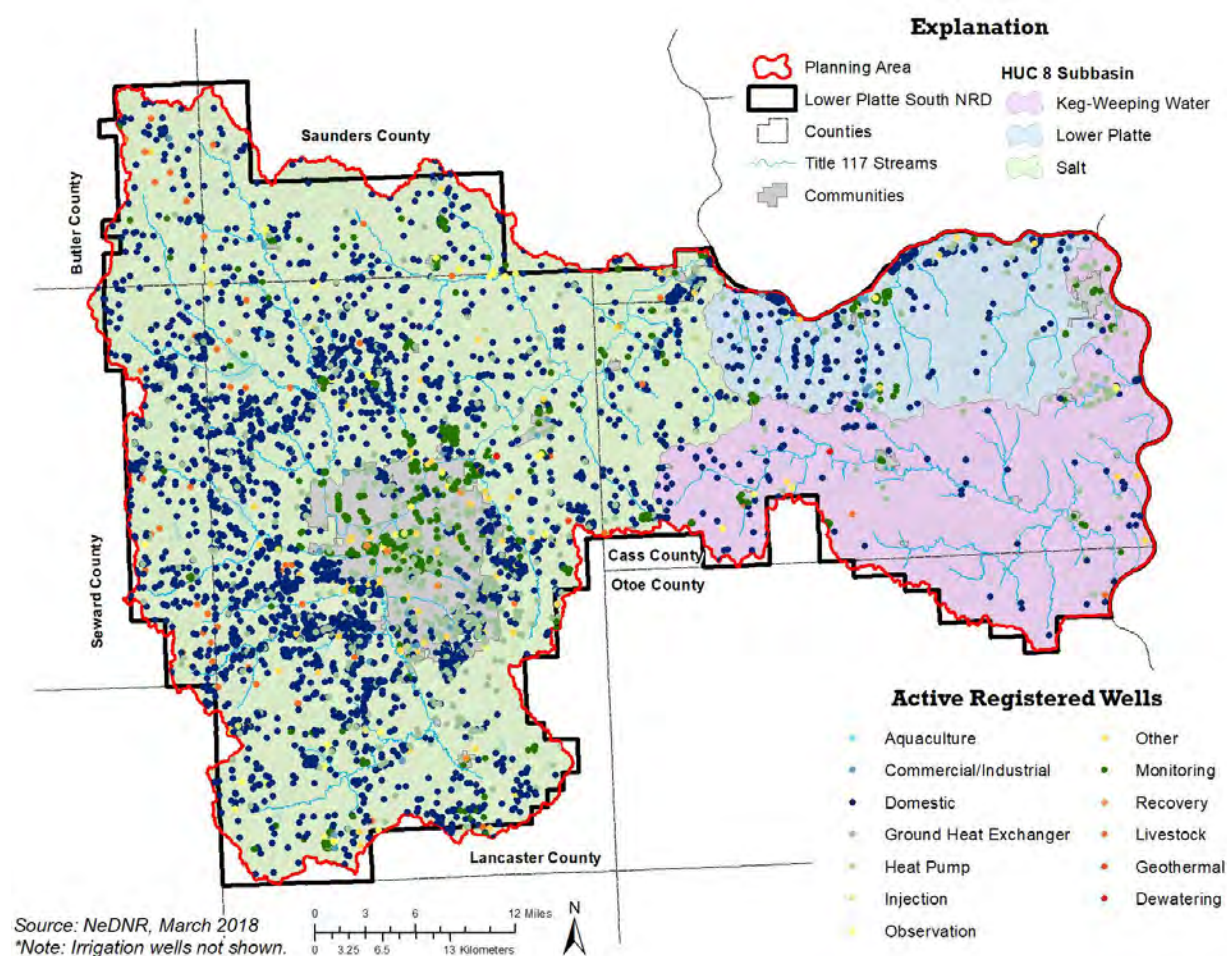 Explanation
Planning Area
Lower Platte South NRD
Counties
Title 117 Streams
Communities
HUC 8 Subbasin
Keg-Weeping Water
Lower Platte
Salt
Saunders County
Butler County
Seward County
Cass County
Otoe County
Lancaster County
Active Registered Wells
Aquaculture
Commercial/Industrial
Domestic
Ground Heat Exchanger
Heat Pump
Injection
Observation
Other
Monitoring
Recovery
Livestock
Geothermal
Dewatering
Source: NeDNR, March 2018
*Note: Irrigation wells not shown.
0 3 6 12 Miles
0 3.25 6.5 13 Kilometers
N